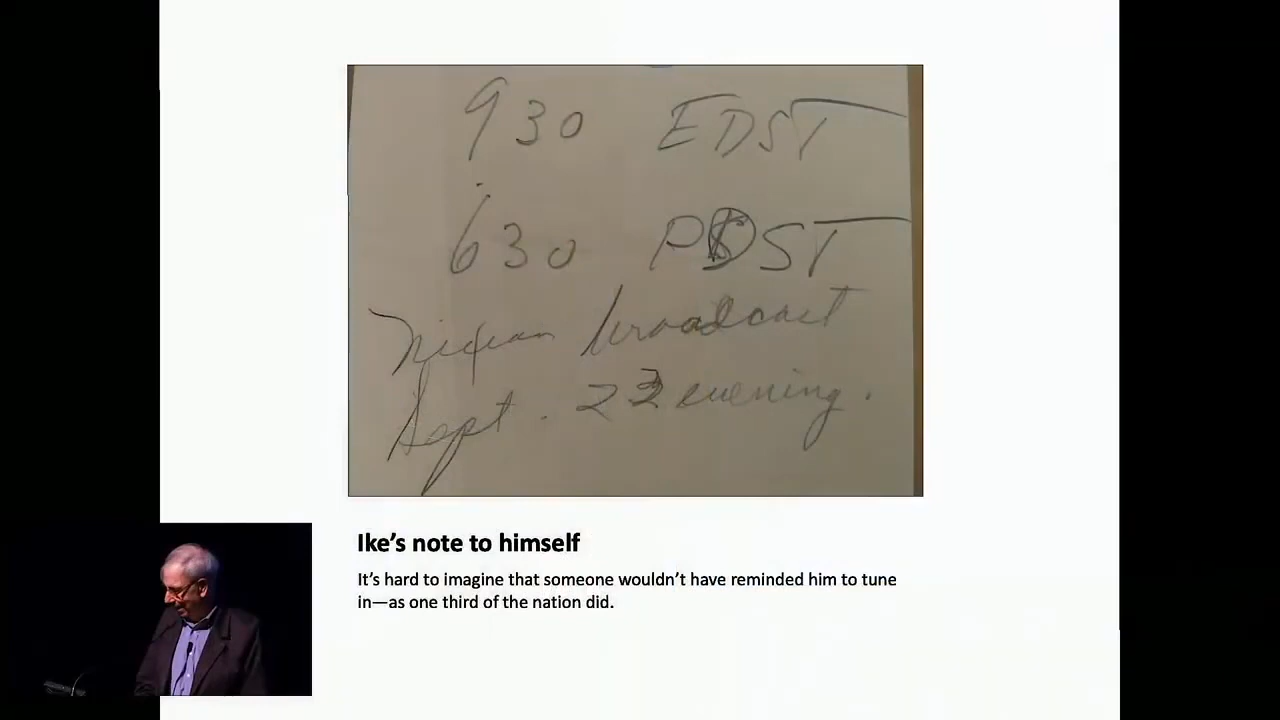 930 EDST
630 PDST
Nixon broadcast
Sept. 23 evening.
Ike’s note to himself
It’s hard to imagine that someone wouldn’t have reminded him to tune
in—as one third of the nation did.